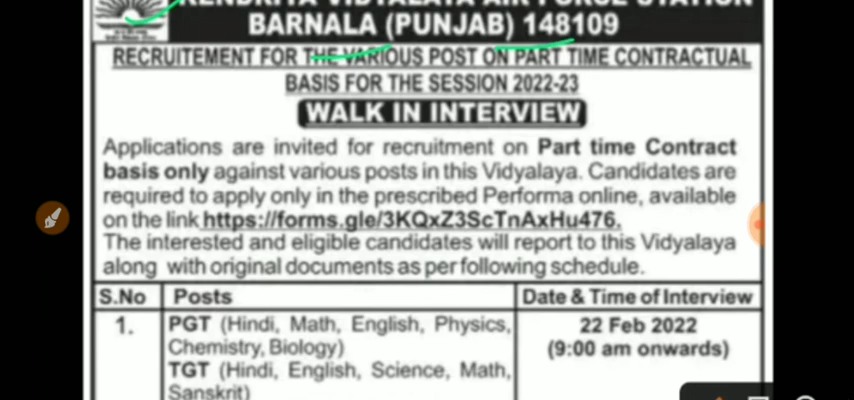 KENDRIYA VIDYALAYA AIR FORCE STATION
BARNALA (PUNJAB) 148109
RECRUITEMENT FOR THE VARIOUS POST ON PART TIME CONTRACTUAL
BASIS FOR THE SESSION 2022-23
WALK IN INTERVIEW
Applications are invited for recruitment on Part time Contract
basis only against various posts in this Vidyalaya. Candidates are
required to apply only in the prescribed Performa online, available
on the link https://forms.gle/3KQxZ3ScTnAxHu476.
The interested and eligible candidates will report to this Vidyalaya
along with original documents as per following schedule.
S.No Posts Date & Time of Interview
1. PGT (Hindi, Math, English, Physics, 22 Feb 2022
Chemistry, Biology) (9:00 am onwards)
TGT (Hindi, English, Science, Math,
Sanskrit)